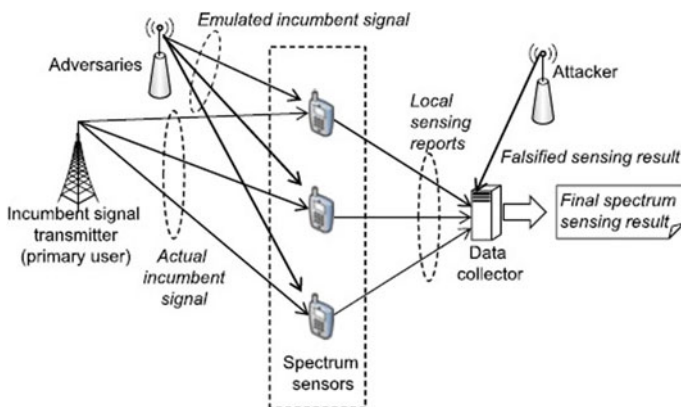 Emulated incumbent signal
Adversaries
Attacker
Local
sensing
reports
Falsified sensing result
Incumbent signal
transmitter
(primary user)
Actual
incumbent
signal
Final spectrum
sensing result
Data
collector
Spectrum
sensors